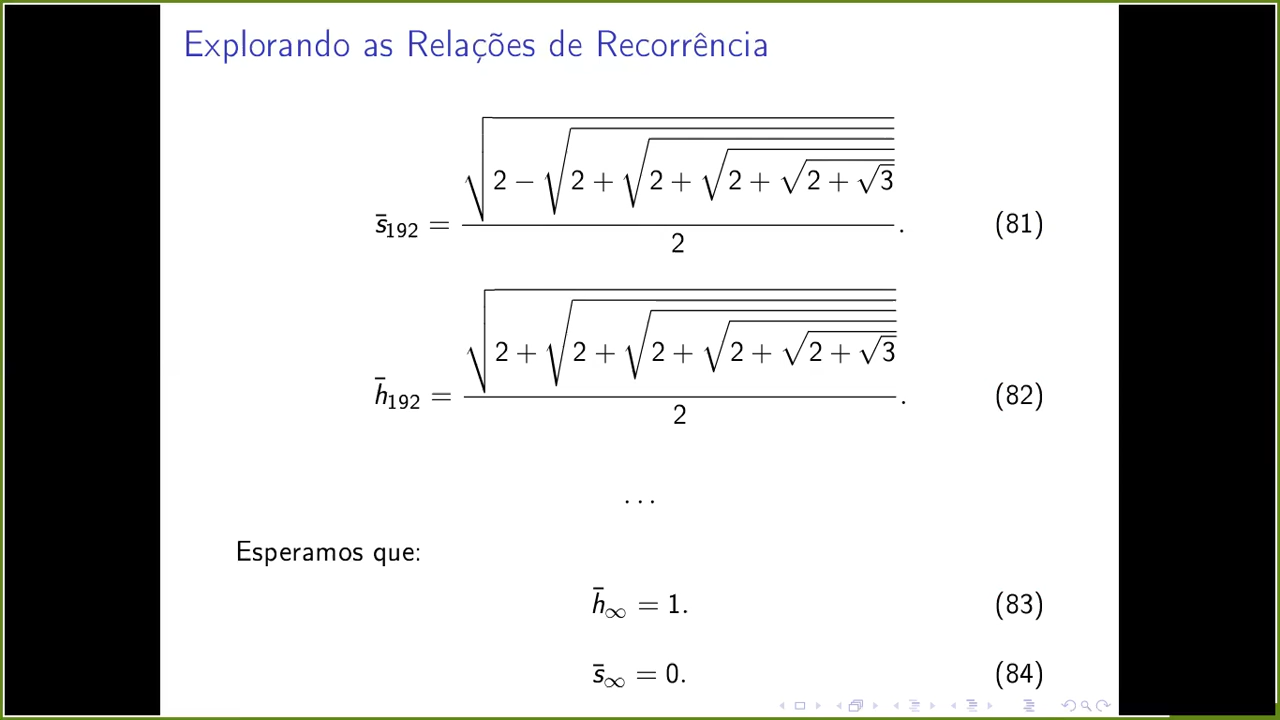 Explorando as Relações de Recorrência
s̄₁₉₂ = √(2 − √(2 + √(2 + √(2 + √(2 + √3))))) / 2 . (81)
h̄₁₉₂ = √(2 + √(2 + √(2 + √(2 + √(2 + √3))))) / 2 . (82)
. . .
Esperamos que:
h̄∞ = 1. (83)
s̄∞ = 0. (84)